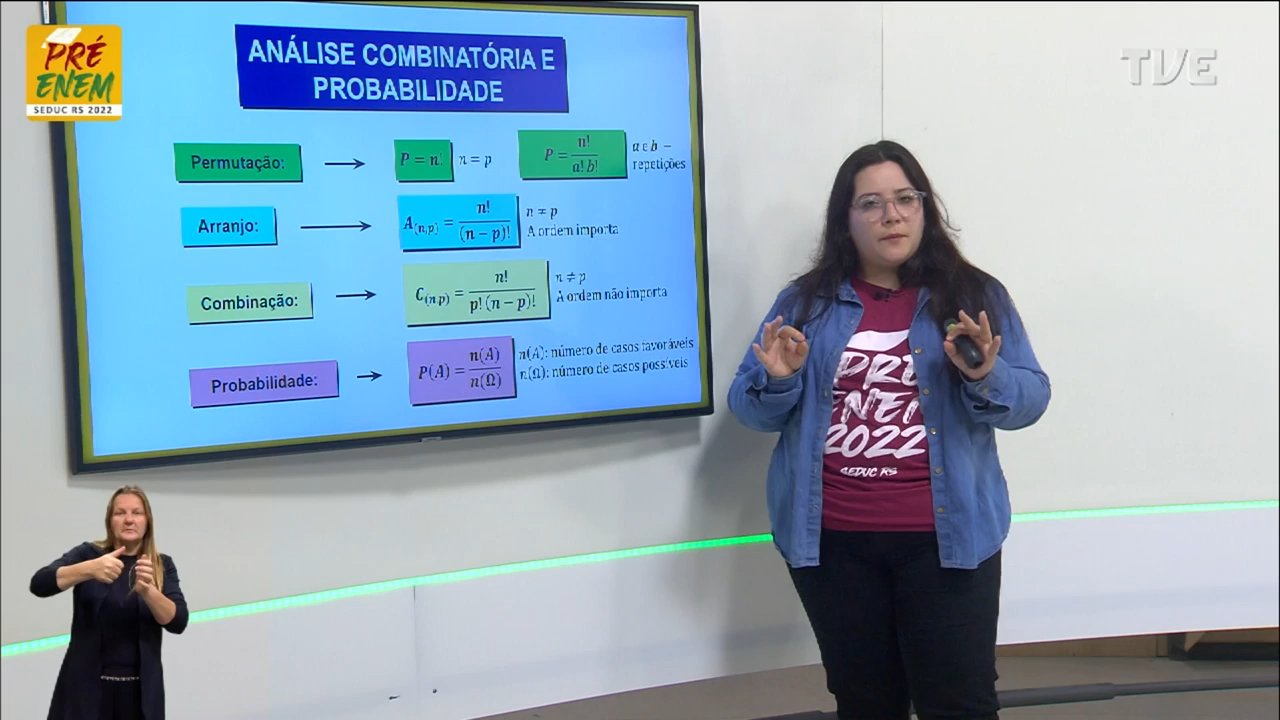 PRÉ
ENEM
SEDUC RS 2022
TVE
ANÁLISE COMBINATÓRIA E
PROBABILIDADE
Permutação:
P = n!
n = p
P = n!/a! b!
a e b –
repetições
Arranjo:
A(n,p) = n!/(n − p)!
n ≠ p
A ordem importa
Combinação:
C(n,p) = n!/p! (n − p)!
n ≠ p
A ordem não importa
Probabilidade:
P(A) = n(A)/n(Ω)
n(A): número de casos favoráveis
n(Ω): número de casos possíveis
PRÉ
ENEM
2022
SEDUC RS